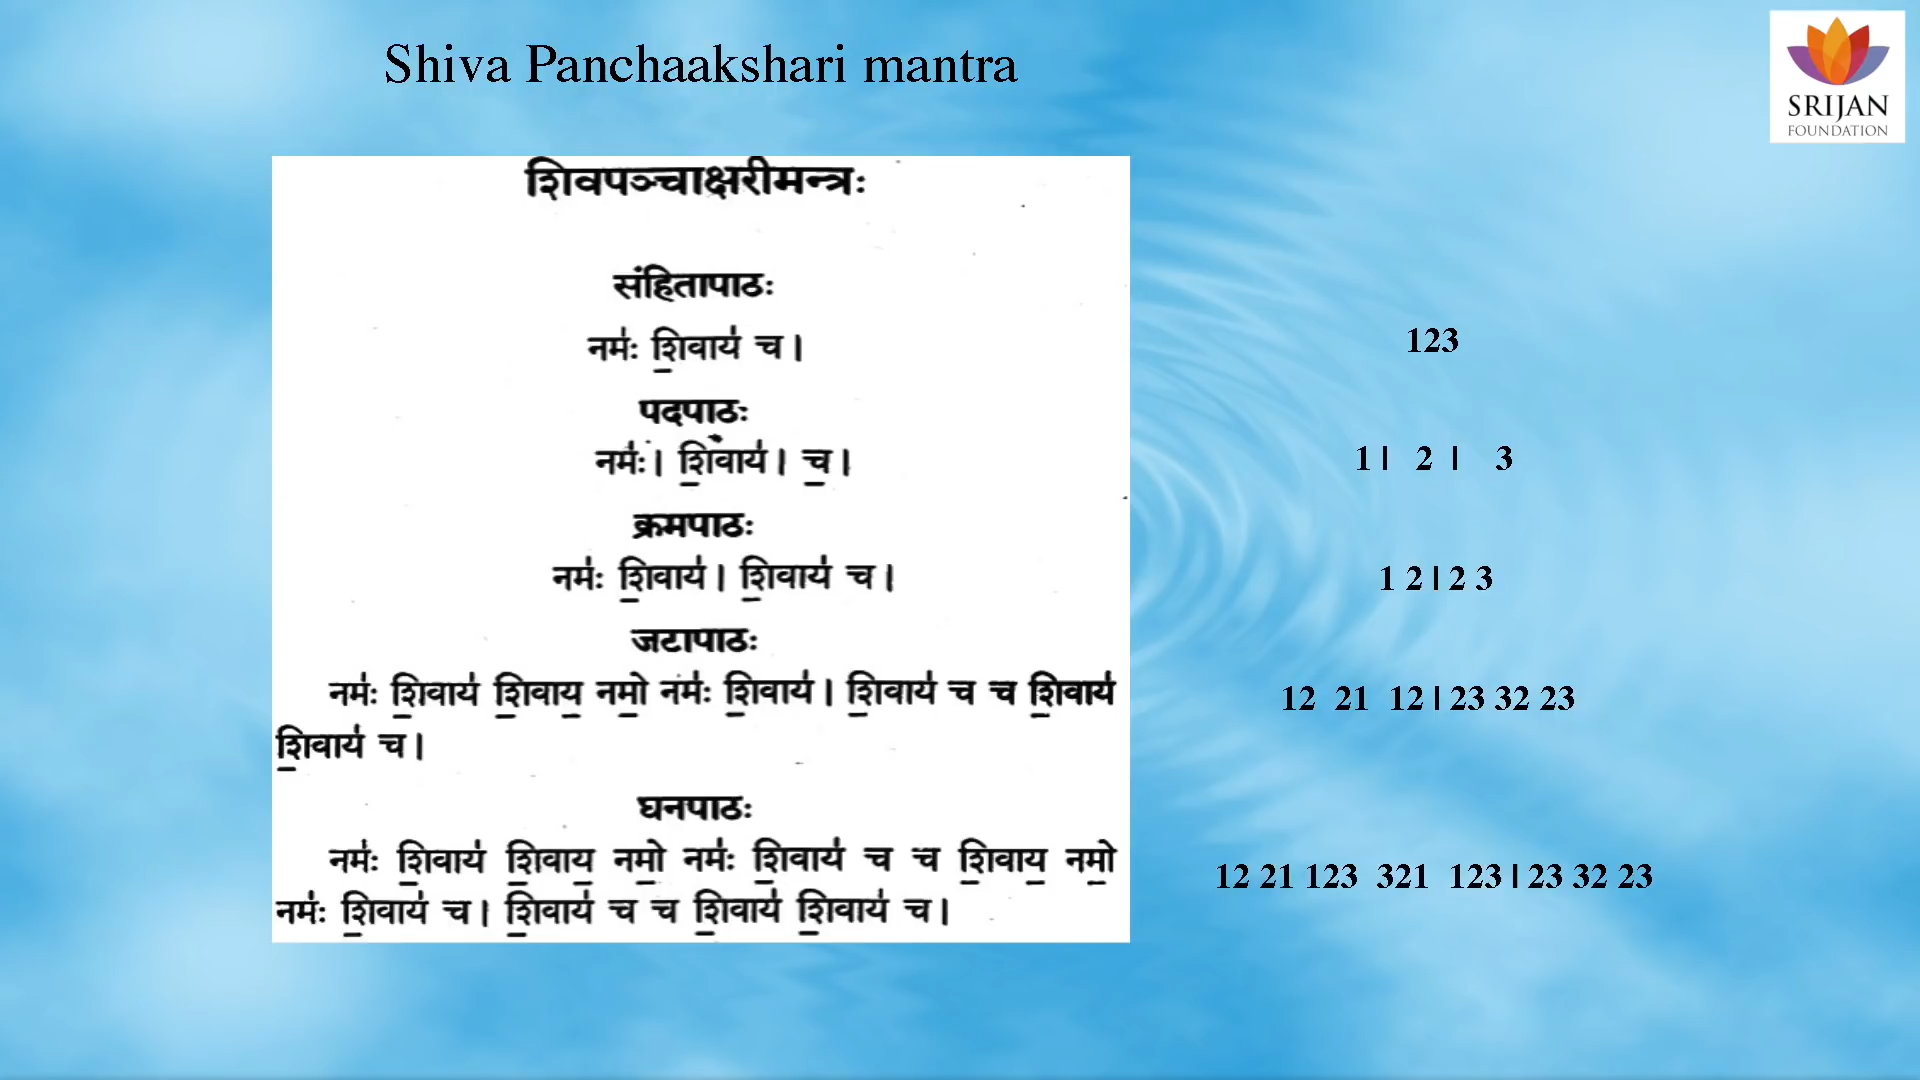 Shiva Panchaakshari mantra
SRIJAN
FOUNDATION
शिवपञ्चाक्षरीमन्त्रः
संहितापाठः
नमः॑ शि॒वाय॑ च।
123
पदपाठः
नमः॑। शि॒वाय॑। च॒।
1 | 2 | 3
क्रमपाठः
नमः॑ शि॒वाय॑। शि॒वाय॑ च।
1 2 | 2 3
जटापाठः
नमः॑ शि॒वाय॑ शि॒वाय॒ नमो॒ नमः॑ शि॒वाय॑। शि॒वाय॑ च च शि॒वाय॑
शि॒वाय॑ च।
12 21 12 | 23 32 23
घनपाठः
नमः॑ शि॒वाय॑ शि॒वाय॒ नमो॒ नमः॑ शि॒वाय॑ च च शि॒वाय॒ नमो॒
नमः॑ शि॒वाय॑ च। शि॒वाय॑ च च शि॒वाय॑ शि॒वाय॑ च।
12 21 123 321 123 | 23 32 23